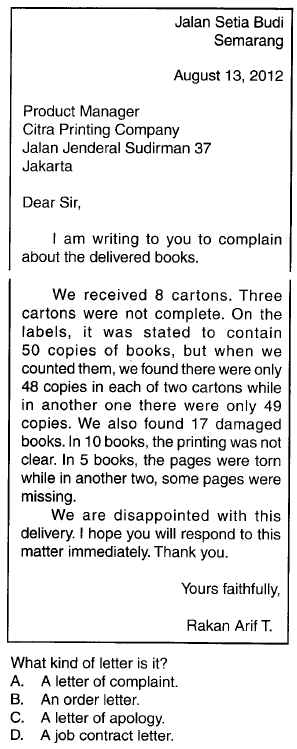 Jalan Setia Budi
Semarang
August 13, 2012
Product Manager
Citra Printing Company
Jalan Jenderal Sudirman 37
Jakarta
Dear Sir,
I am writing to you to complain
about the delivered books.
We received 8 cartons. Three
cartons were not complete. On the
labels, it was stated to contain
50 copies of books, but when we
counted them, we found there were only
48 copies in each of two cartons while
in another one there were only 49
copies. We also found 17 damaged
books. In 10 books, the printing was not
clear. In 5 books, the pages were torn
while in another two, some pages were
missing.
We are disappointed with this
delivery. I hope you will respond to this
matter immediately. Thank you.
Yours faithfully,
Rakan Arif T.
What kind of letter is it?
A. A letter of complaint.
B. An order letter.
C. A letter of apology.
D. A job contract letter.